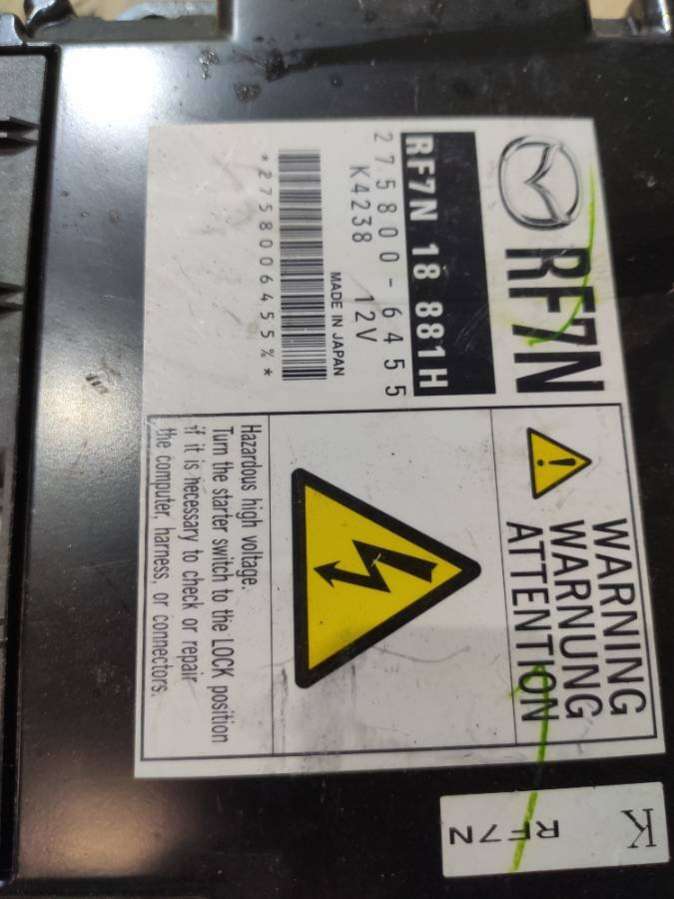 RF7N
RF7N 18 881H
275800-6455
K4238 12V
MADE IN JAPAN
*2758006455%*
WARNING
WARNUNG
ATTENTION
Hazardous high voltage.
Turn the starter switch to the LOCK position
if it is necessary to check or repair
the computer, harness, or connectors.
K
RF7N